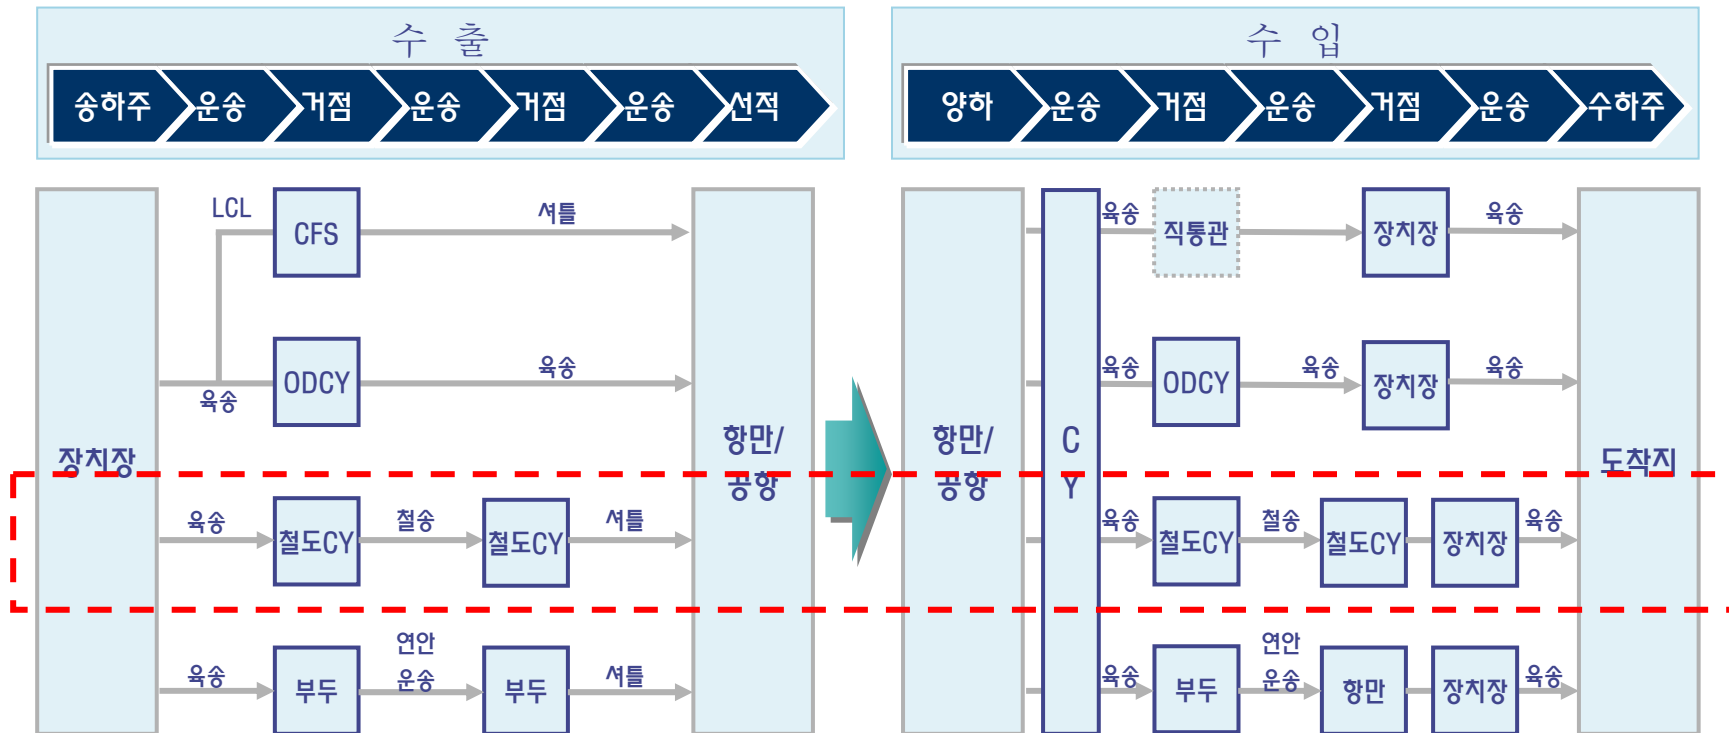 수 출
송하주 운송 거점 운송 거점 운송 선적
수 입
양하 운송 거점 운송 거점 운송 수하주
장치장
LCL
CFS
셔틀
육송
ODCY
육송
육송
철도CY
철송
철도CY
셔틀
육송
부두
연안
운송
부두
셔틀
항만/
공항
항만/
공항
C
Y
육송
직통관
장치장
육송
육송
ODCY
육송
장치장
육송
육송
철도CY
철송
철도CY
장치장
육송
육송
부두
연안
운송
항만
장치장
육송
도착지